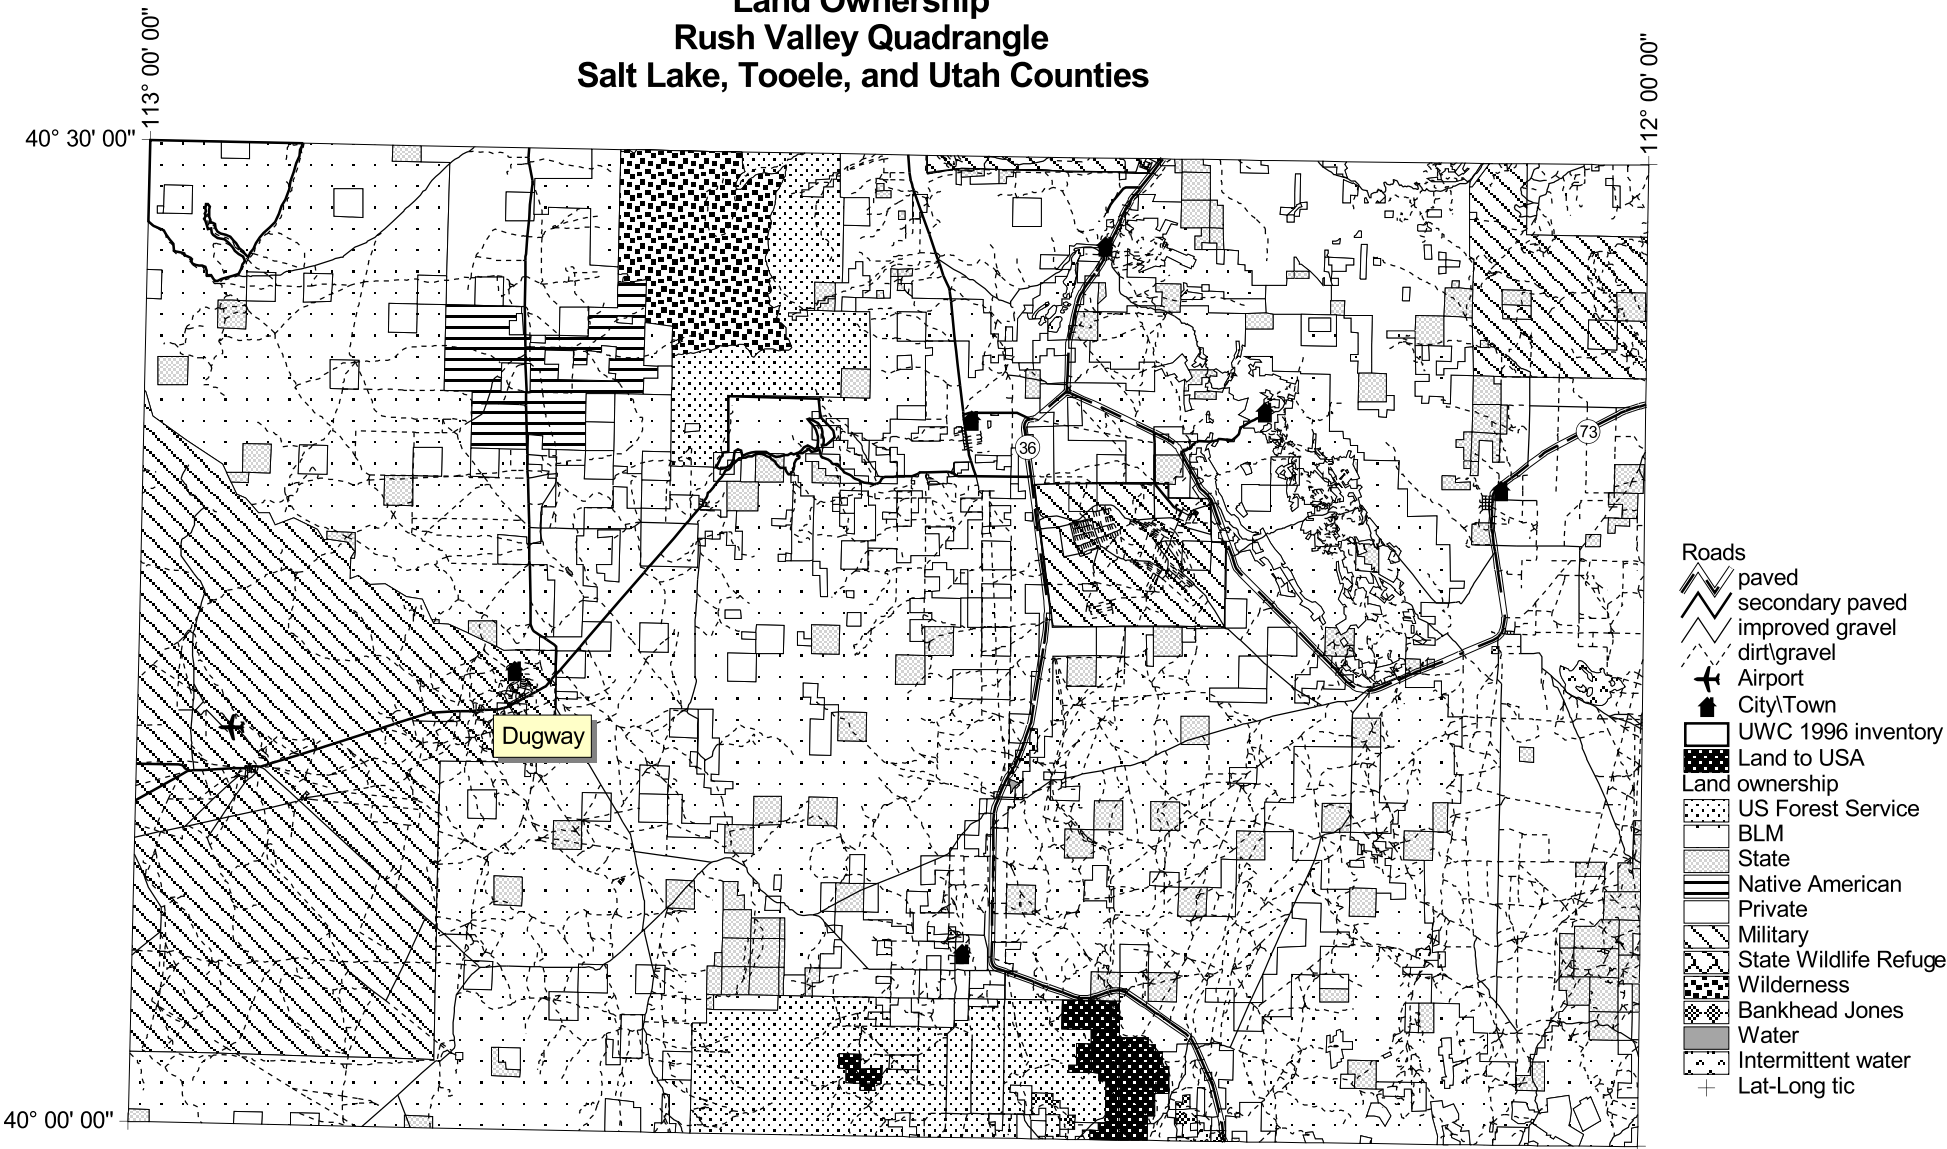 Land Ownership
Rush Valley Quadrangle
Salt Lake, Tooele, and Utah Counties
113° 00' 00"
112° 00' 00"
40° 30' 00"
73
36
Dugway
40° 00' 00"
Roads
paved
secondary paved
improved gravel
dirt\gravel
Airport
City\Town
UWC 1996 inventory
Land to USA
Land ownership
US Forest Service
BLM
State
Native American
Private
Military
State Wildlife Refuge
Wilderness
Bankhead Jones
Water
Intermittent water
Lat-Long tic